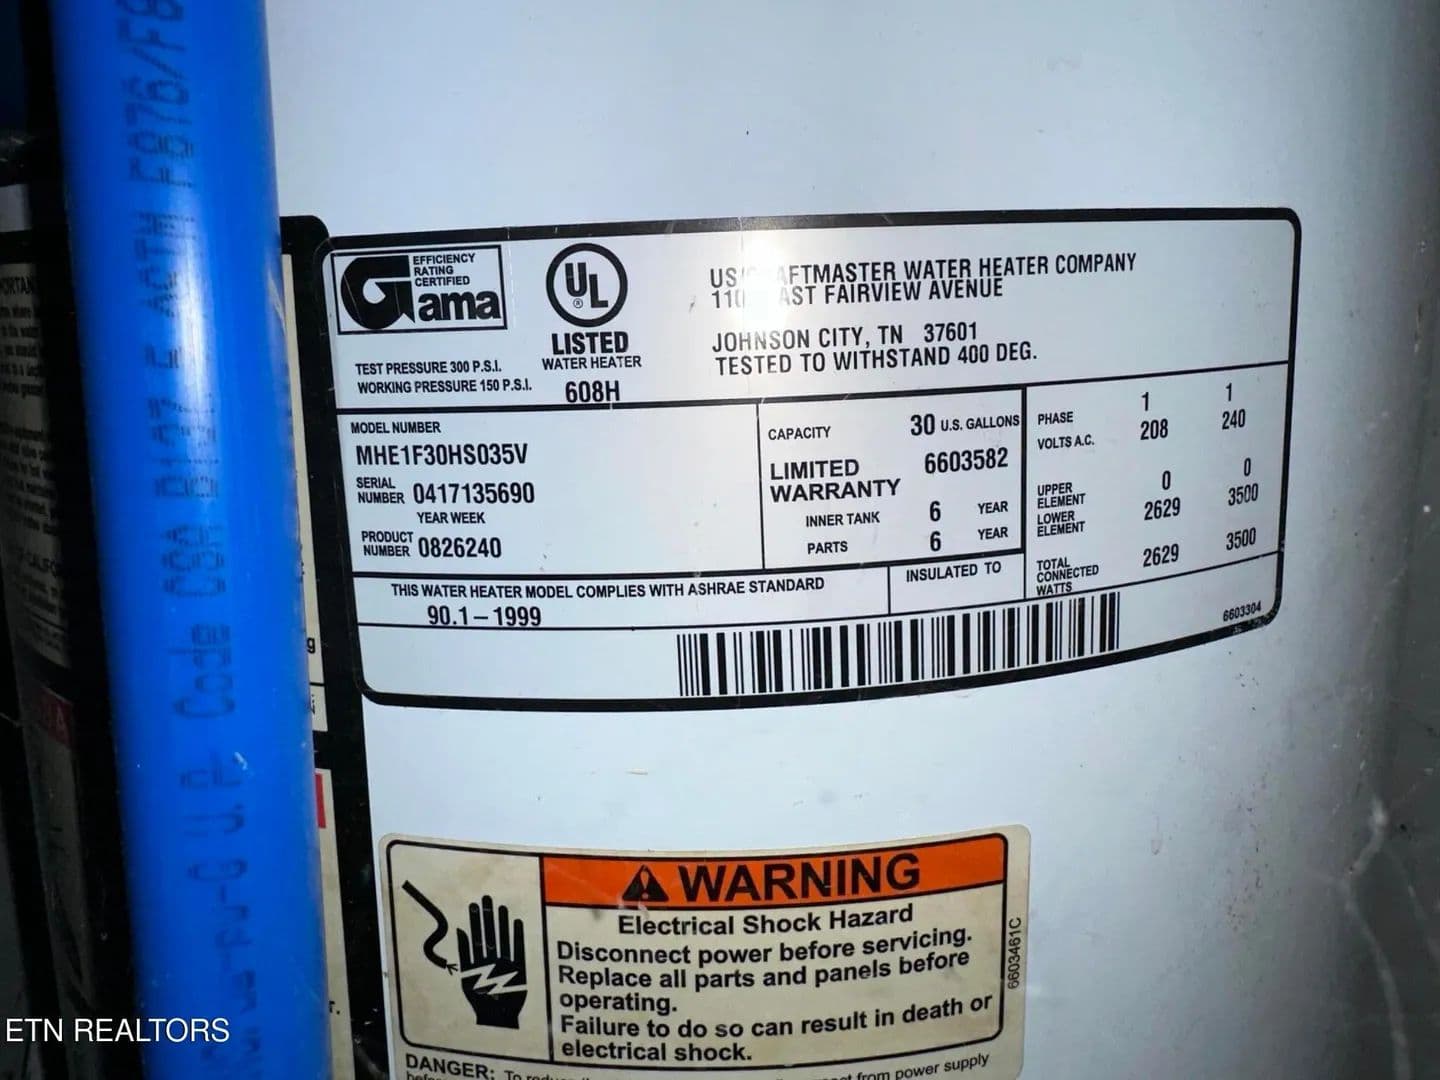 EFFICIENCY
RATING
CERTIFIED
Gama
UL
®
LISTED
WATER HEATER
608H
TEST PRESSURE 300 P.S.I.
WORKING PRESSURE 150 P.S.I.
US AFTMASTER WATER HEATER COMPANY
110 AST FAIRVIEW AVENUE
JOHNSON CITY, TN 37601
TESTED TO WITHSTAND 400 DEG.
MODEL NUMBER
MHE1F30HS035V
SERIAL
NUMBER 0417135690
YEAR WEEK
PRODUCT
NUMBER 0826240
CAPACITY 30 U.S. GALLONS
LIMITED 6603582
WARRANTY
INNER TANK 6 YEAR
PARTS 6 YEAR
PHASE 1 1
VOLTS A.C. 208 240
UPPER
ELEMENT 0 0
LOWER
ELEMENT 2629 3500
TOTAL
CONNECTED
WATTS 2629 3500
THIS WATER HEATER MODEL COMPLIES WITH ASHRAE STANDARD
90.1–1999
INSULATED TO
6603304
WARNING
Electrical Shock Hazard
Disconnect power before servicing.
Replace all parts and panels before
operating.
Failure to do so can result in death or
electrical shock.
6603461C
DANGER: To
from power supply
U.P. Code
F876/F8
ETN REALTORS